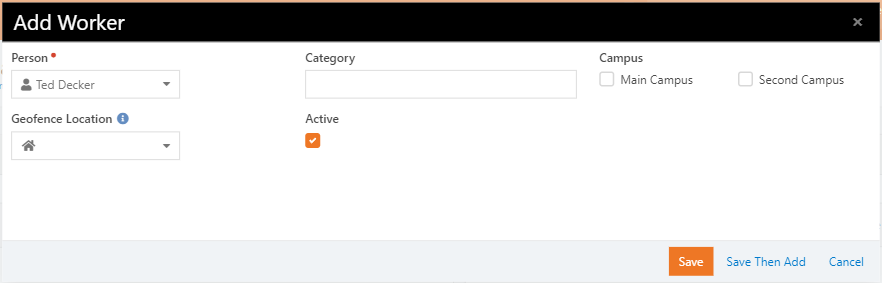 Add Worker
Person
Category
Campus
Ted Decker
Main Campus
Second Campus
Geofence Location
Active
Save
Save Then Add
Cancel